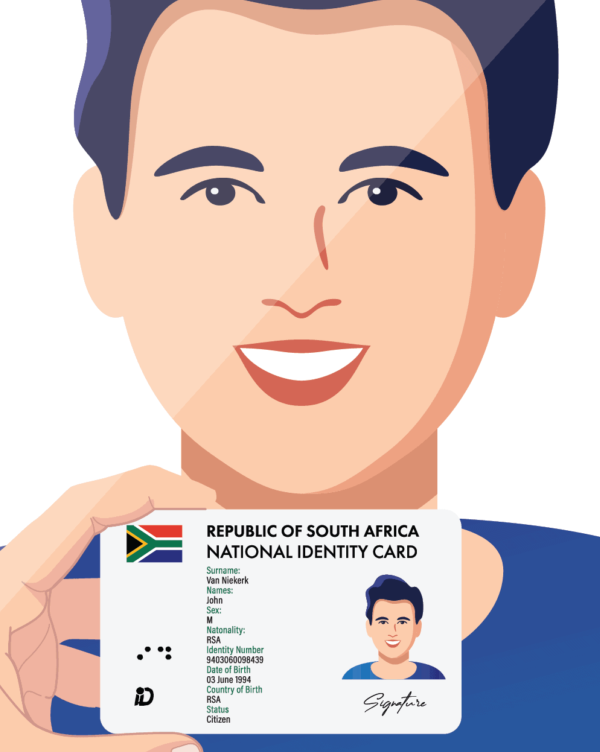 REPUBLIC OF SOUTH AFRICA
NATIONAL IDENTITY CARD
Surname:
Van Niekerk
Names:
John
Sex:
M
Natonality:
RSA
Identity Number
9403060098439
Date of Birth
03 June 1994
Country of Birth
RSA
Status
Citizen
iD
Signature